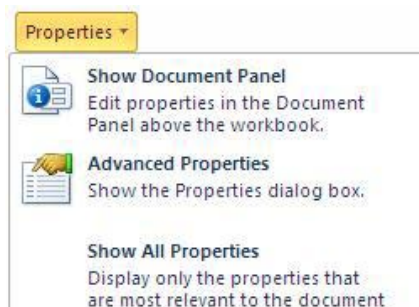 Properties
Show Document Panel
Edit properties in the Document
Panel above the workbook.
Advanced Properties
Show the Properties dialog box.
Show All Properties
Display only the properties that
are most relevant to the document